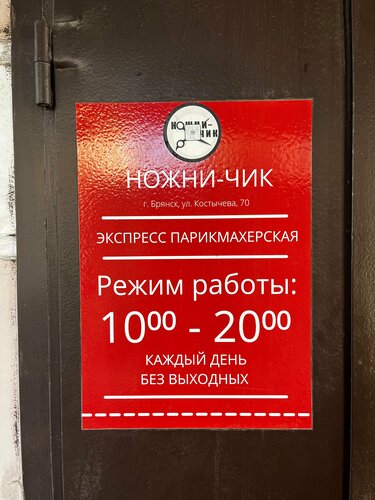 НОЖНИ-
ЧИК
НОЖНИ-ЧИК
г. Брянск, ул. Костычева, 70
ЭКСПРЕСС ПАРИКМАХЕРСКАЯ
Режим работы:
10⁰⁰ - 20⁰⁰
КАЖДЫЙ ДЕНЬ
БЕЗ ВЫХОДНЫХ